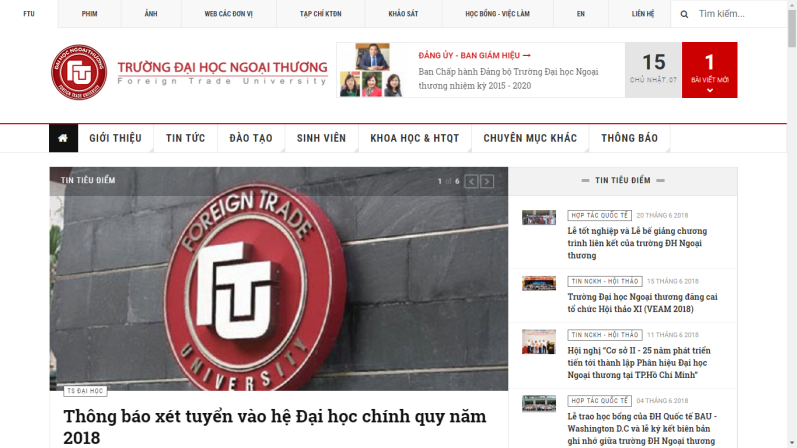 FTU
PHIM
ẢNH
WEB CÁC ĐƠN VỊ
TẠP CHÍ KTĐN
KHẢO SÁT
HỌC BỔNG - VIỆC LÀM
EN
LIÊN HỆ
Tìm kiếm...
TRƯỜNG ĐẠI HỌC NGOẠI THƯƠNG
Foreign Trade University
ĐẢNG ỦY - BAN GIÁM HIỆU
Ban Chấp hành Đảng bộ Trường Đại học Ngoại
thương nhiệm kỳ 2015 - 2020
15
CHỦ NHẬT, 07
1
BÀI VIẾT MỚI
GIỚI THIỆU
TIN TỨC
ĐÀO TẠO
SINH VIÊN
KHOA HỌC & HTQT
CHUYÊN MỤC KHÁC
THÔNG BÁO
TIN TIÊU ĐIỂM
1 of 6
FOREIGN TRADE
UNIVERSITY
TS ĐẠI HỌC
Thông báo xét tuyển vào hệ Đại học chính quy năm
2018
TIN TIÊU ĐIỂM
HỢP TÁC QUỐC TẾ 20 THÁNG 6 2018
Lễ tốt nghiệp và Lễ bế giảng chương
trình liên kết của trường ĐH Ngoại
thương
TIN NCKH - HỘI THẢO 15 THÁNG 6 2018
Trường Đại học Ngoại thương đăng cai
tổ chức Hội thảo XI (VEAM 2018)
TIN NCKH - HỘI THẢO 11 THÁNG 6 2018
Hội nghị "Cơ sở II - 25 năm phát triển
tiến tới thành lập Phân hiệu Đại học
Ngoại thương tại TP.Hồ Chí Minh"
HỢP TÁC QUỐC TẾ 04 THÁNG 6 2018
Lễ trao học bổng của ĐH Quốc tế BAU -
Washington D.C và lễ ký kết biên bản
ghi nhớ giữa trường ĐH Ngoại thương